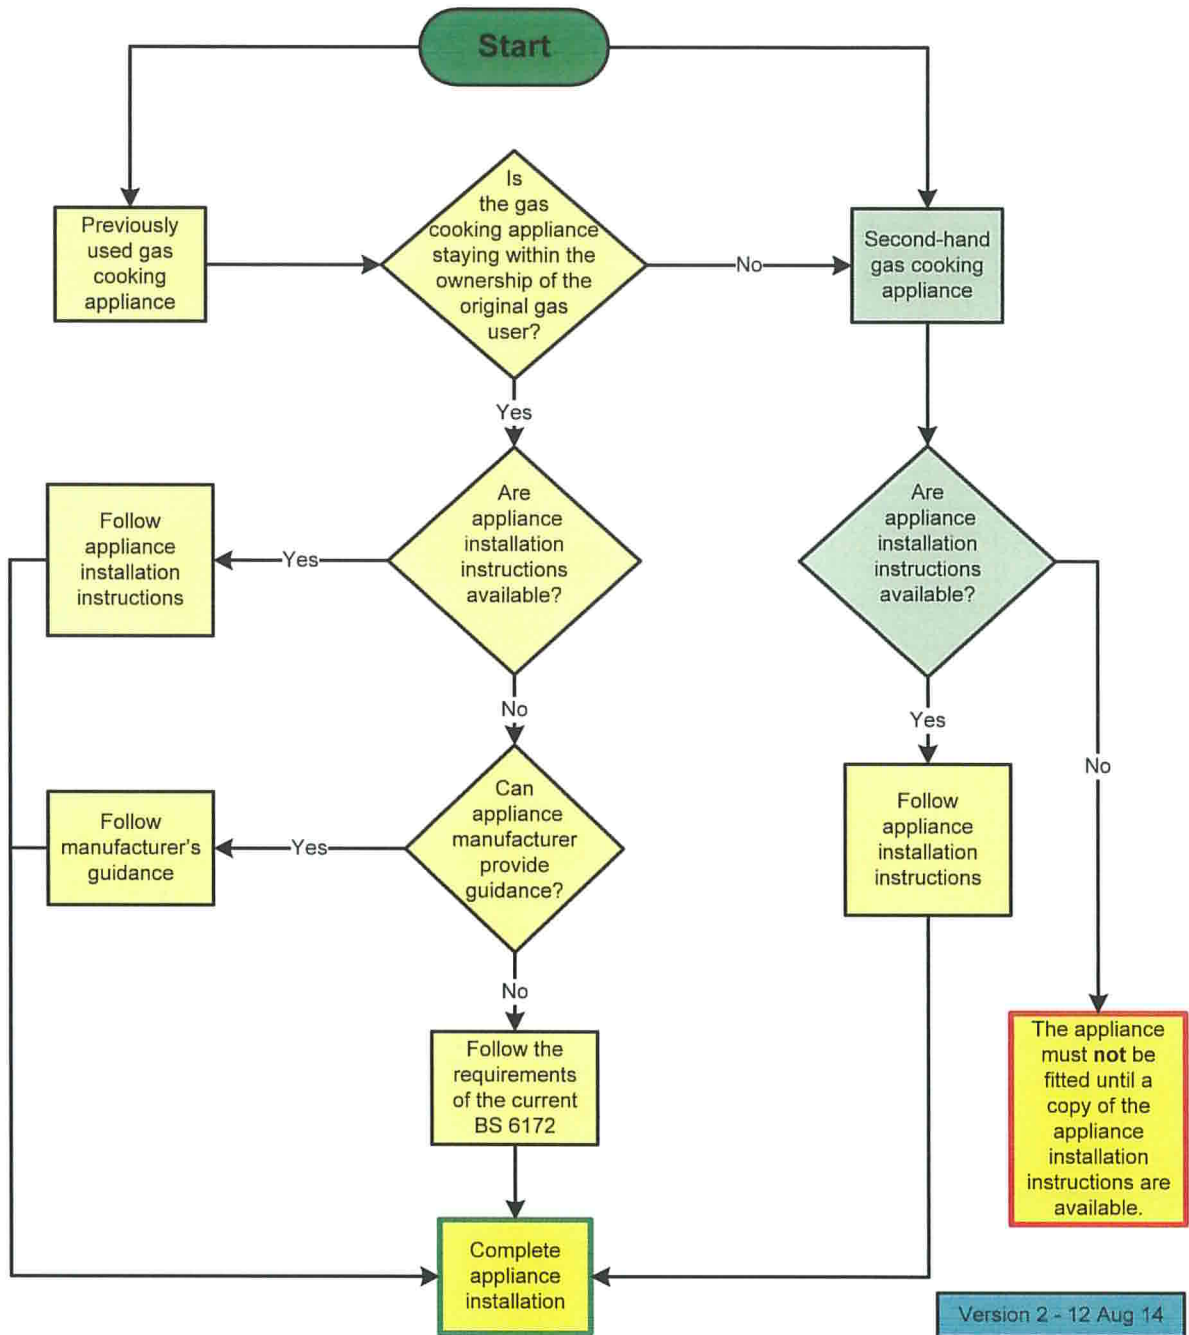 Start
Previously
used gas
cooking
appliance
Is
the gas
cooking appliance
staying within the
ownership of the
original gas
user?
No
Second-hand
gas cooking
appliance
Yes
Follow
appliance
installation
instructions
Yes
Are
appliance
installation
instructions
available?
Are
appliance
installation
instructions
available?
No
Yes
No
Follow
manufacturer's
guidance
Yes
Can
appliance
manufacturer
provide
guidance?
Follow
appliance
installation
instructions
No
Follow the
requirements
of the current
BS 6172
The appliance
must not be
fitted until a
copy of the
appliance
installation
instructions are
available.
Complete
appliance
installation
Version 2 - 12 Aug 14